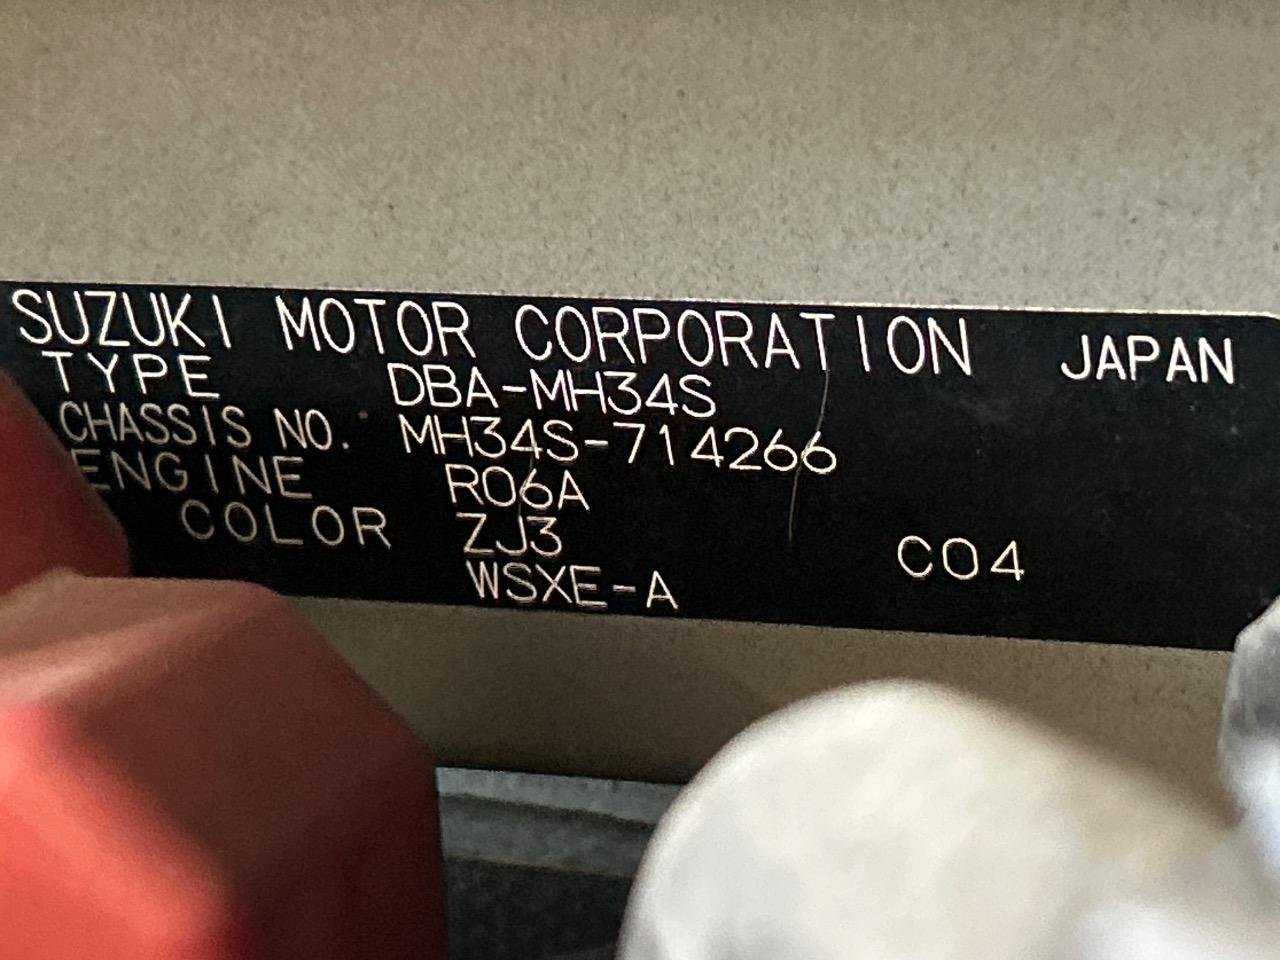 SUZUKI MOTOR CORPORATION JAPAN
TYPE DBA-MH34S
CHASSIS NO. MH34S-714266
ENGINE R06A
COLOR ZJ3 C04
WSXE-A